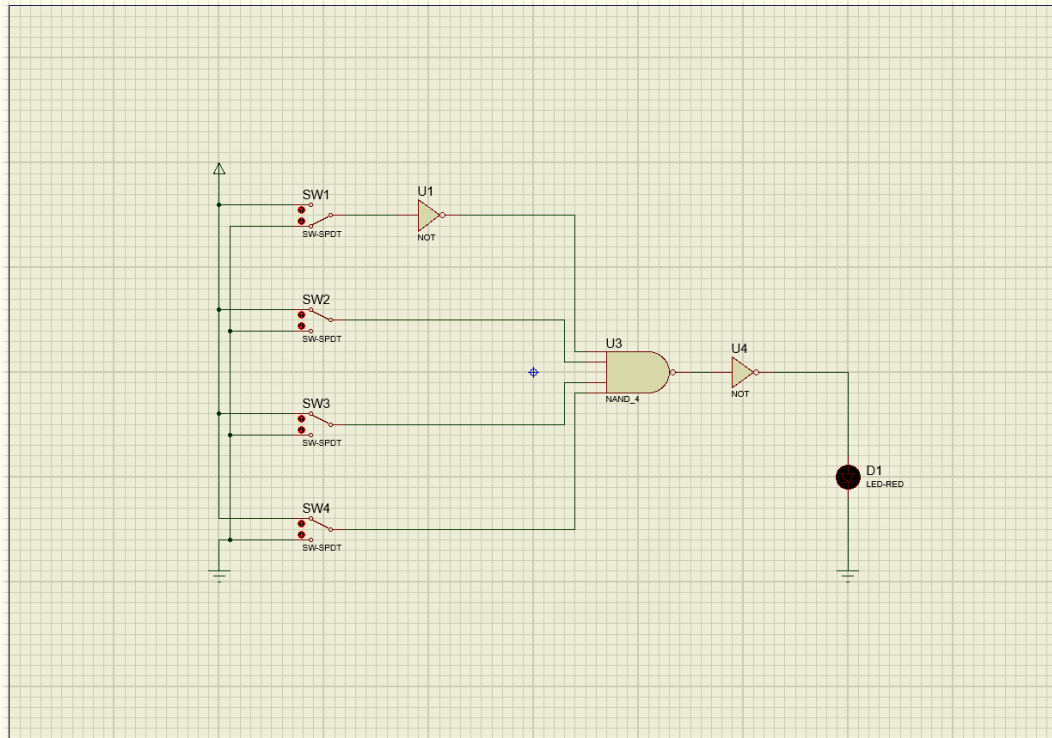 SW1
SW-SPDT
U1
NOT
SW2
SW-SPDT
U3
NAND_4
U4
NOT
SW3
SW-SPDT
D1
LED-RED
SW4
SW-SPDT